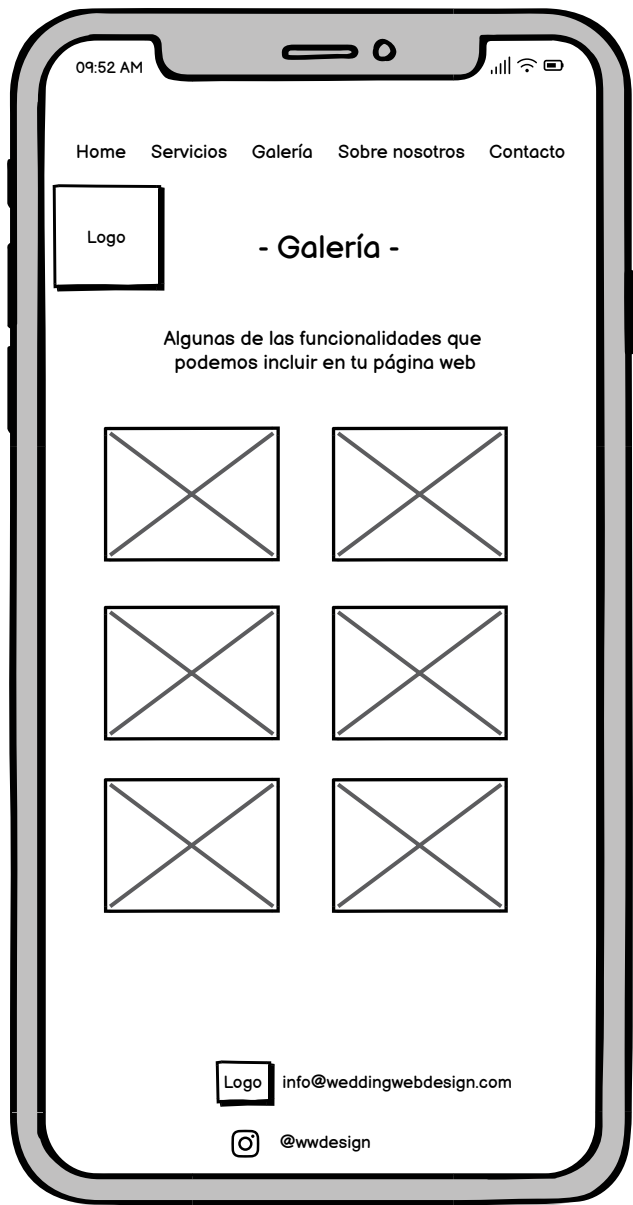 09:52 AM
Home Servicios Galería Sobre nosotros Contacto
Logo
- Galería -
Algunas de las funcionalidades que
podemos incluir en tu página web
Logo info@weddingwebdesign.com
@wwdesign